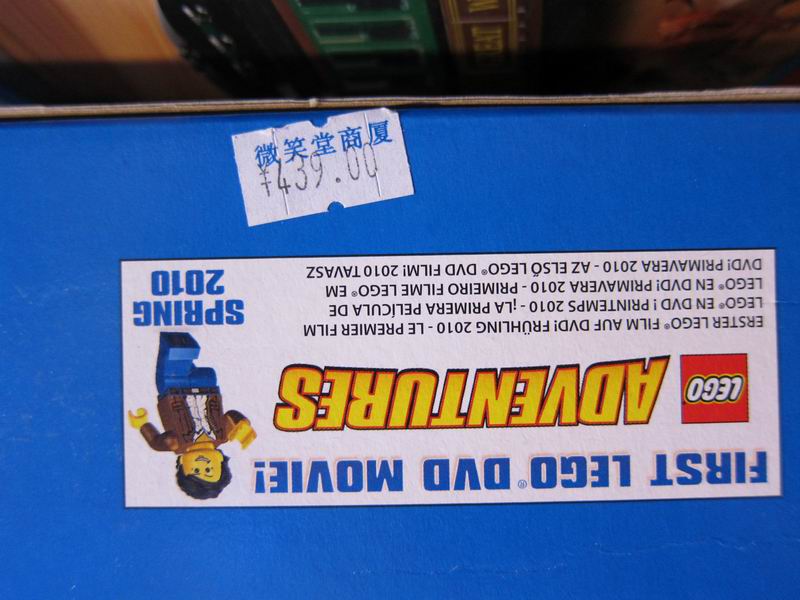 微笑堂商厦
¥439.00
FIRST LEGO® DVD MOVIE!
LEGO ADVENTURES
ERSTER LEGO® FILM AUF DVD! FRÜHLING 2010 - LE PREMIER FILM
LEGO® EN DVD ! PRINTEMPS 2010 - ¡LA PRIMERA PELÍCULA DE
LEGO® EN DVD! PRIMAVERA 2010 - PRIMEIRO FILME LEGO® EM
DVD! PRIMAVERA 2010 - AZ ELSŐ LEGO® DVD FILM! 2010 TAVASZ
SPRING
2010